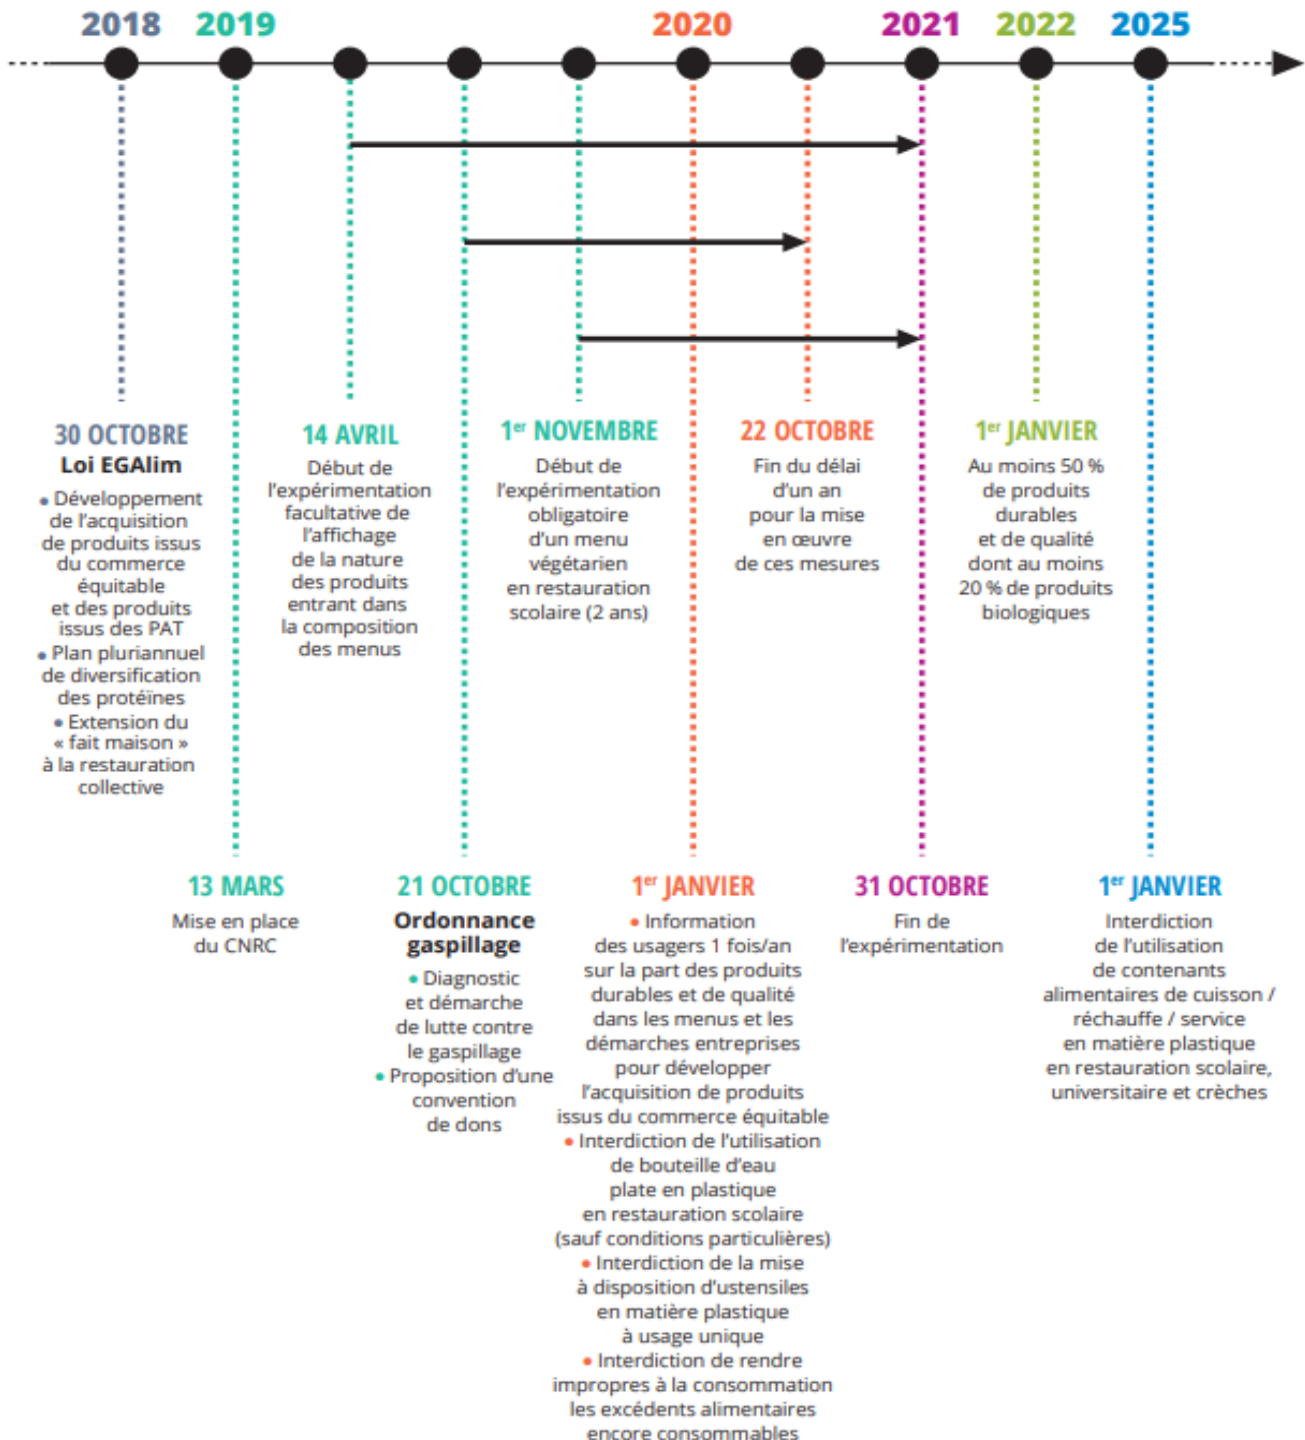 2018
2019
2020
2021
2022
2025
30 OCTOBRE
Loi EGAlim
• Développement
de l'acquisition
de produits issus
du commerce
équitable
et des produits
issus des PAT
• Plan pluriannuel
de diversification
des protéïnes
• Extension du
« fait maison »
à la restauration
collective
14 AVRIL
Début de
l'expérimentation
facultative de
l'affichage
de la nature
des produits
entrant dans
la composition
des menus
1er NOVEMBRE
Début de
l'expérimentation
obligatoire
d'un menu
végétarien
en restauration
scolaire (2 ans)
22 OCTOBRE
Fin du délai
d'un an
pour la mise
en œuvre
de ces mesures
1er JANVIER
Au moins 50 %
de produits
durables
et de qualité
dont au moins
20 % de produits
biologiques
13 MARS
Mise en place
du CNRC
21 OCTOBRE
Ordonnance
gaspillage
• Diagnostic
et démarche
de lutte contre
le gaspillage
• Proposition d'une
convention
de dons
1er JANVIER
• Information
des usagers 1 fois/an
sur la part des produits
durables et de qualité
dans les menus et les
démarches entreprises
pour développer
l'acquisition de produits
issus du commerce équitable
• Interdiction de l'utilisation
de bouteille d'eau
plate en plastique
en restauration scolaire
(sauf conditions particulières)
• Interdiction de la mise
à disposition d'ustensiles
en matière plastique
à usage unique
• Interdiction de rendre
impropres à la consommation
les excédents alimentaires
encore consommables
31 OCTOBRE
Fin de
l'expérimentation
1er JANVIER
Interdiction
de l'utilisation
de contenants
alimentaires de cuisson /
réchauffe / service
en matière plastique
en restauration scolaire,
universitaire et crèches